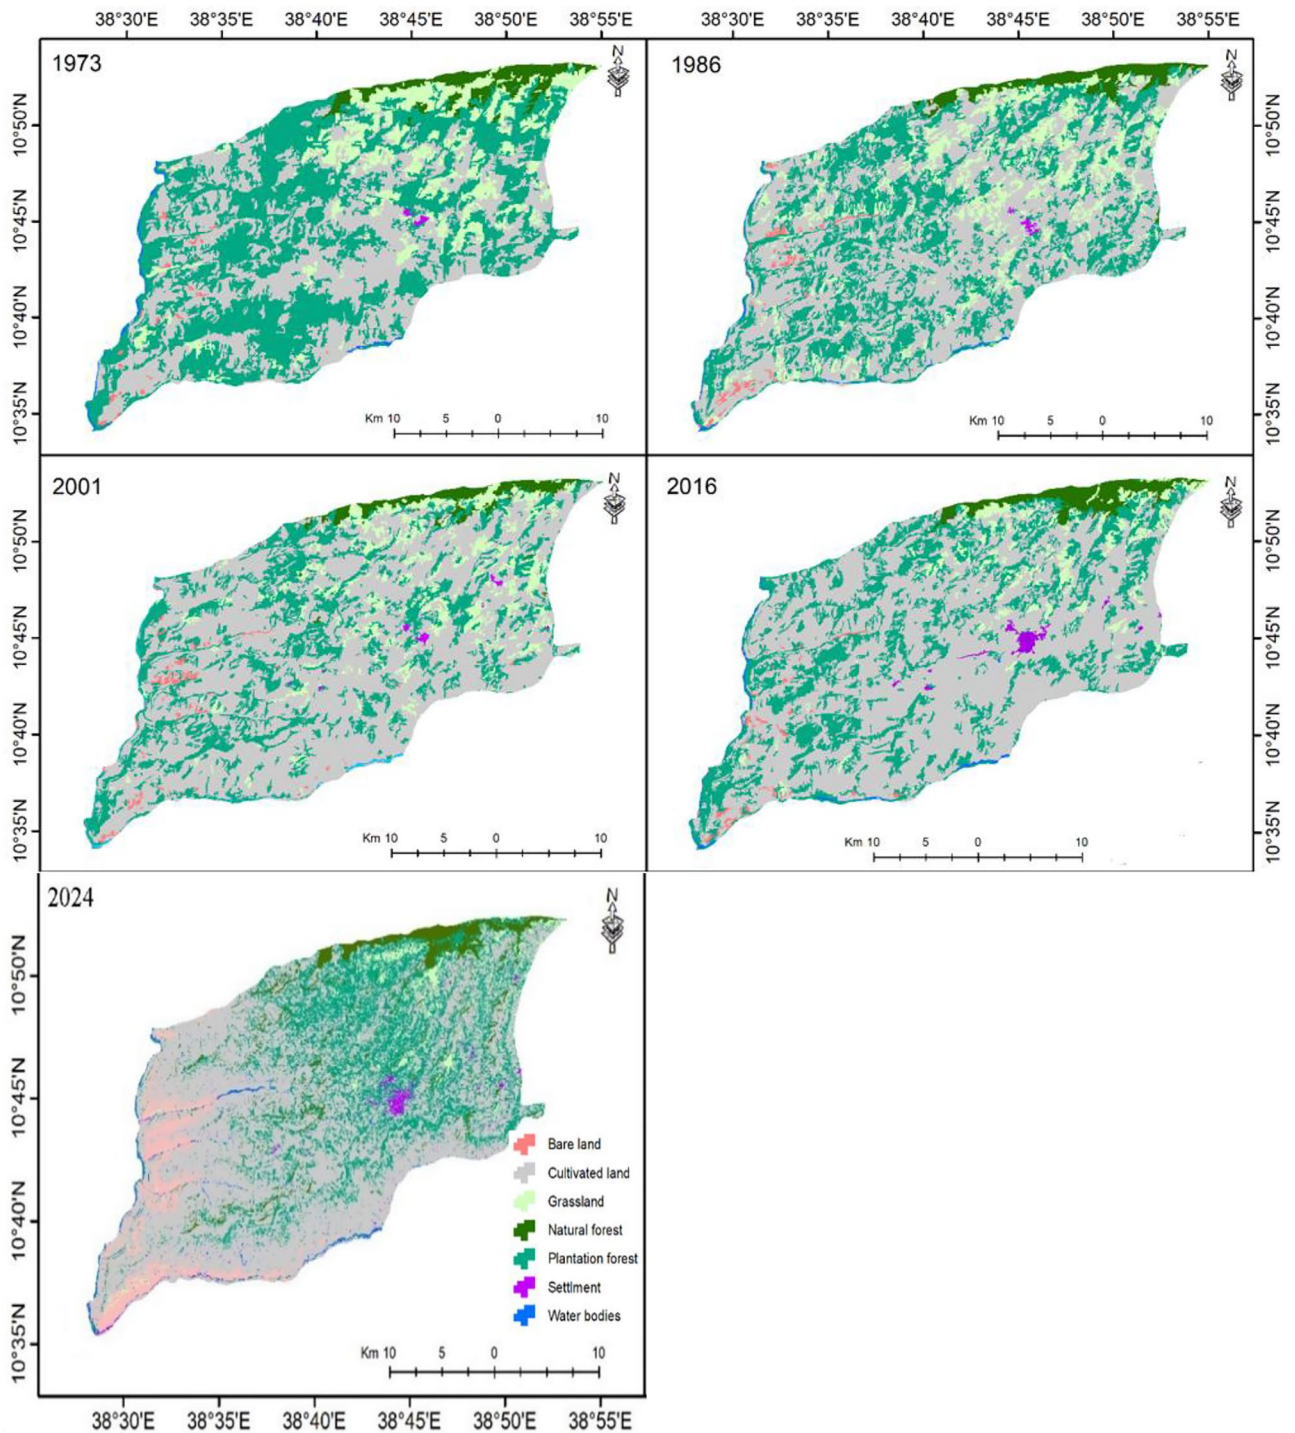 38°30'E 38°35'E 38°40'E 38°45'E 38°50'E 38°55'E
38°30'E 38°35'E 38°40'E 38°45'E 38°50'E 38°55'E
1973
N
10°50'N
10°45'N
10°40'N
10°35'N
Km 10 5 0 10
1986
N
10°50'N
10°45'N
10°40'N
10°35'N
Km 10 5 0 10
2001
N
10°50'N
10°45'N
10°40'N
10°35'N
Km 10 5 0 10
2016
N
10°50'N
10°45'N
10°40'N
10°35'N
Km 10 5 0 10
2024
N
10°50'N
10°45'N
10°40'N
10°35'N
Bare land
Cultivated land
Grassland
Natural forest
Plantation forest
Settlment
Water bodies
Km 10 5 0 10
38°30'E 38°35'E 38°40'E 38°45'E 38°50'E 38°55'E